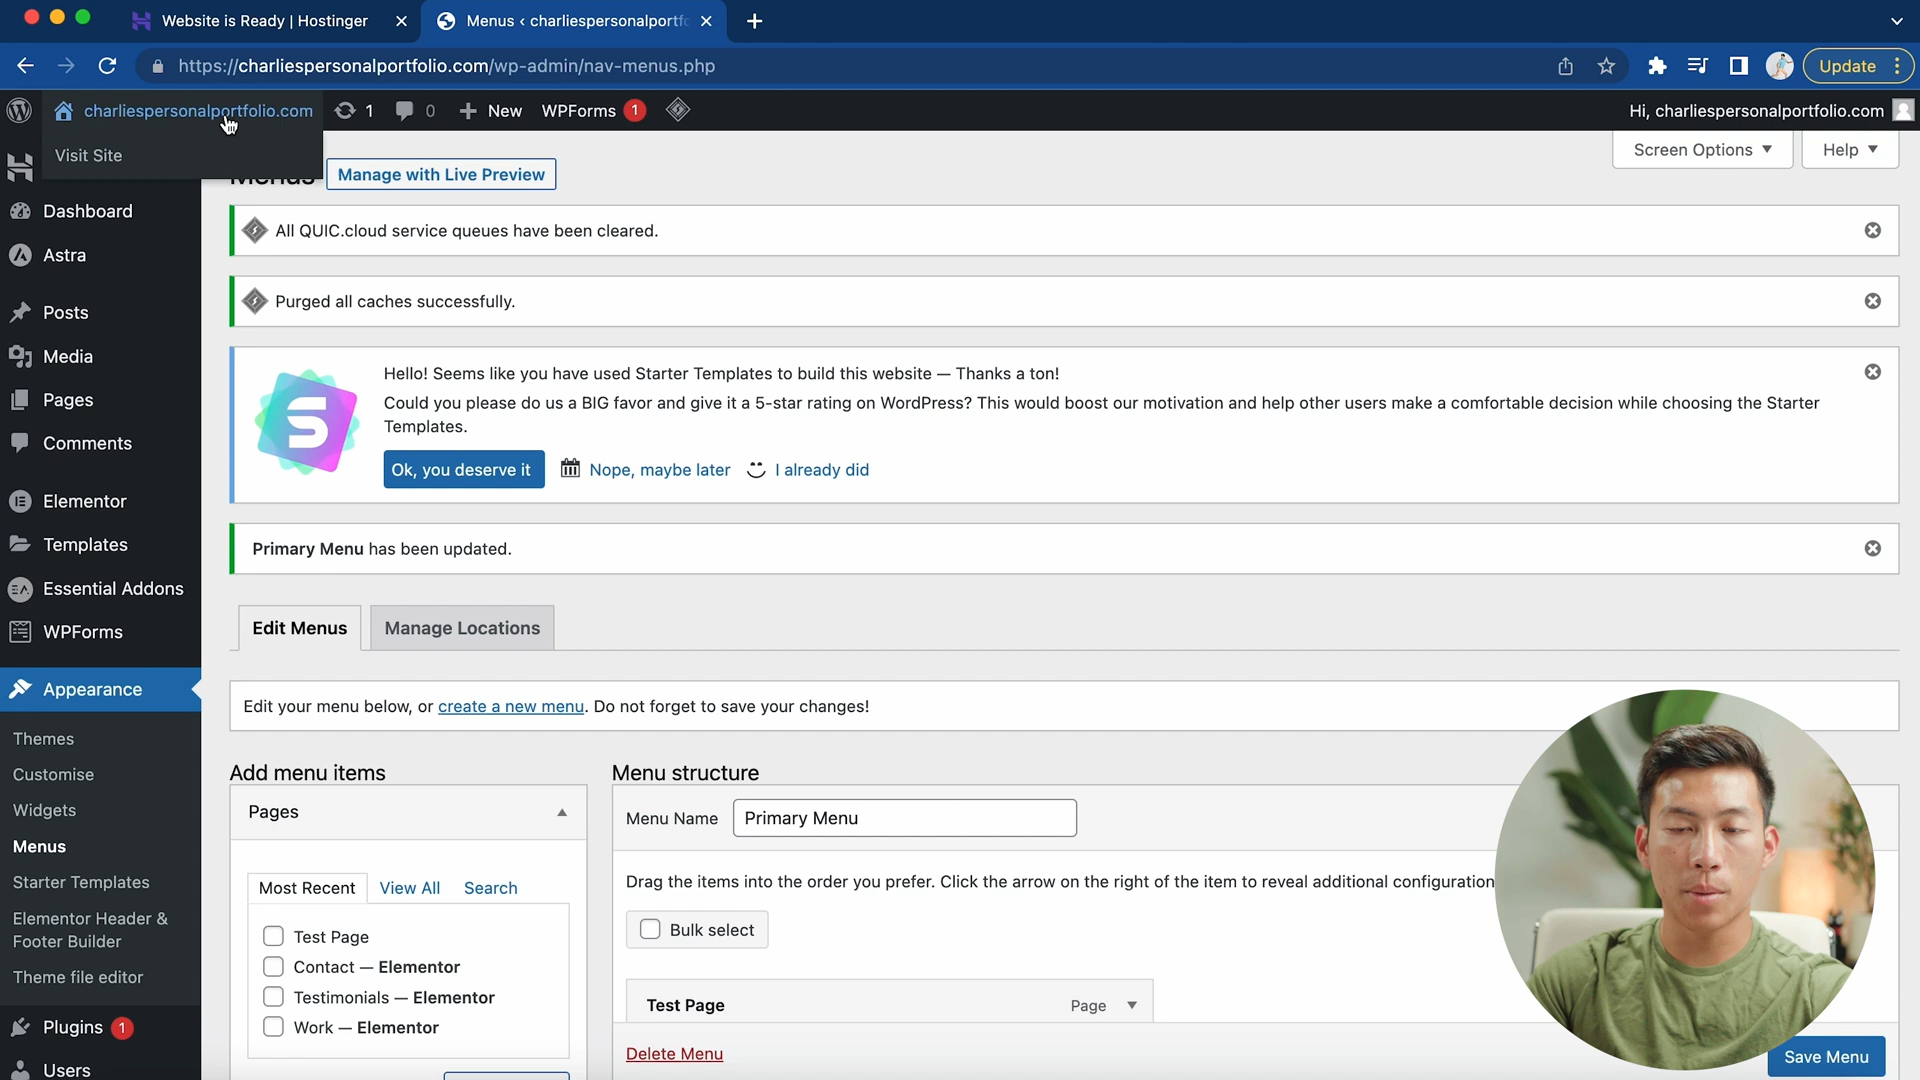 Website is Ready | Hostinger
Menus < charliespersonalportfo
https://charliespersonalportfolio.com/wp-admin/nav-menus.php
Update
charliespersonalportfolio.com
1
0
New
WPForms 1
Hi, charliespersonalportfolio.com
Visit Site
Menus
Manage with Live Preview
Screen Options
Help
Dashboard
Astra
Posts
Media
Pages
Comments
Elementor
Templates
Essential Addons
WPForms
Appearance
Themes
Customise
Widgets
Menus
Starter Templates
Elementor Header &
Footer Builder
Theme file editor
Plugins 1
Users
All QUIC.cloud service queues have been cleared.
Purged all caches successfully.
S
Hello! Seems like you have used Starter Templates to build this website — Thanks a ton!
Could you please do us a BIG favor and give it a 5-star rating on WordPress? This would boost our motivation and help other users make a comfortable decision while choosing the Starter
Templates.
Ok, you deserve it
Nope, maybe later
I already did
Primary Menu has been updated.
Edit Menus
Manage Locations
Edit your menu below, or create a new menu. Do not forget to save your changes!
Add menu items
Pages
Most Recent
View All
Search
Test Page
Contact — Elementor
Testimonials — Elementor
Work — Elementor
Menu structure
Menu Name
Primary Menu
Drag the items into the order you prefer. Click the arrow on the right of the item to reveal additional configuration
Bulk select
Test Page
Page
Delete Menu
Save Menu